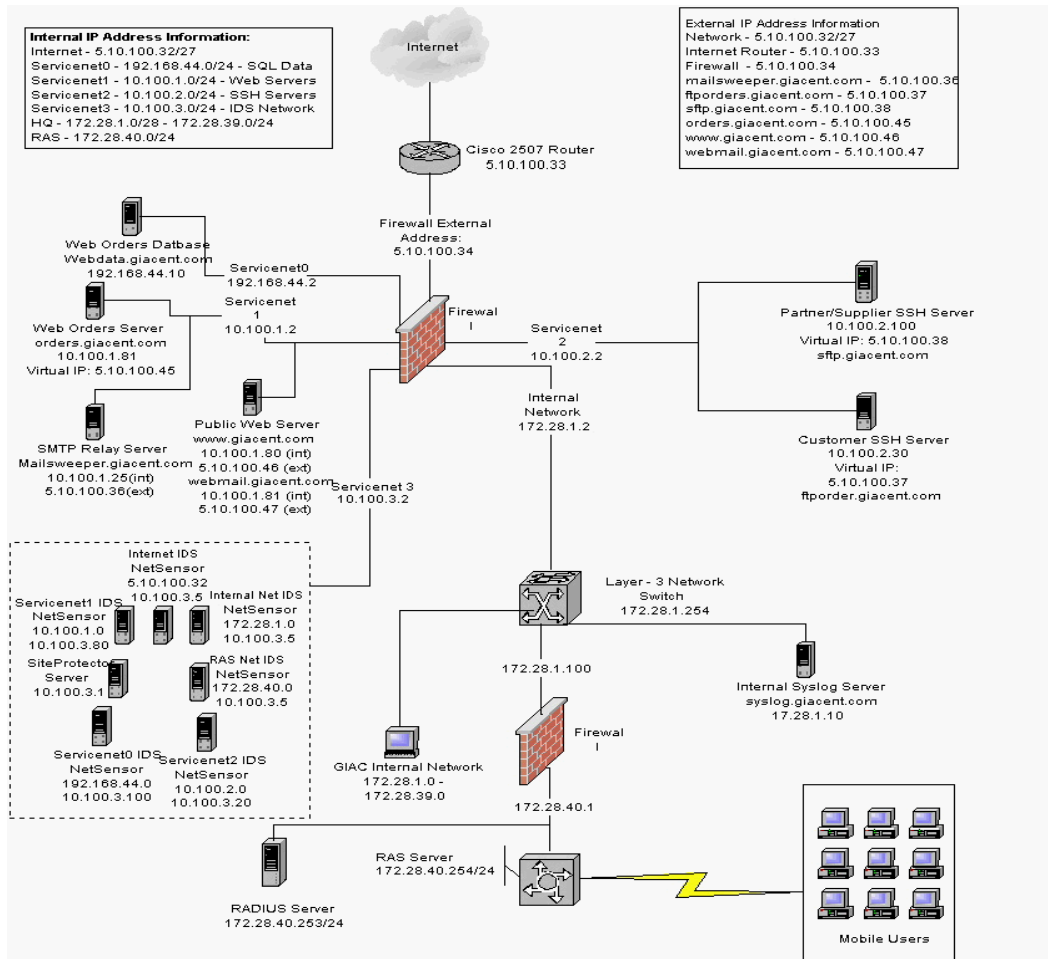 Internal IP Address Information:
Internet - 5.10.100.32/27
Servicenet0 - 192.168.44.0/24 - SQL Data
Servicenet1 - 10.100.1.0/24 - Web Servers
Servicenet2 - 10.100.2.0/24 - SSH Servers
Servicenet3 - 10.100.3.0/24 - IDS Network
HQ - 172.28.1.0/28 - 172.28.39.0/24
RAS - 172.28.40.0/24
Internet
External IP Address Information
Network - 5.10.100.32/27
Internet Router - 5.10.100.33
Firewall - 5.10.100.34
mailsweeper.giacent.com - 5.10.100.36
ftporders.giacent.com - 5.10.100.37
sftp.giacent.com - 5.10.100.38
orders.giacent.com - 5.10.100.45
www.giacent.com - 5.10.100.46
webmail.giacent.com - 5.10.100.47
Cisco 2507 Router
5.10.100.33
Firewall External
Address:
5.10.100.34
Web Orders Datbase
Webdata.giacent.com
192.168.44.10
Servicenet0
192.168.44.2
Servicenet
1
10.100.1.2
Web Orders Server
orders.giacent.com
10.100.1.81
Virtual IP: 5.10.100.45
Firewal
l
Servicenet
2
10.100.2.2
Partner/Supplier SSH Server
10.100.2.100
Virtual IP: 5.10.100.38
sftp.giacent.com
Internal
Network
172.28.1.2
SMTP Relay Server
Mailsweeper.giacent.com
10.100.1.25(int)
5.10.100.36(ext)
Public Web Server
www.giacent.com
10.100.1.80 (int)
5.10.100.46 (ext)
webmail.giacent.com
10.100.1.81 (int)
5.10.100.47 (ext)
Servicenet 3
10.100.3.2
Customer SSH Server
10.100.2.30
Virtual IP:
5.10.100.37
ftporder.giacent.com
Internet IDS
NetSensor
5.10.100.32
10.100.3.5
Servicenet1 IDS
NetSensor
10.100.1.0
10.100.3.80
Internal Net IDS
NetSensor
172.28.1.0
10.100.3.5
SiteProtector
Server
10.100.3.1
RAS Net IDS
NetSensor
172.28.40.0
10.100.3.5
Servicenet0 IDS
NetSensor
192.168.44.0
10.100.3.100
Servicenet2 IDS
NetSensor
10.100.2.0
10.100.3.20
Layer - 3 Network
Switch
172.28.1.254
172.28.1.100
Internal Syslog Server
syslog.giacent.com
17.28.1.10
GIAC Internal Network
172.28.1.0 -
172.28.39.0
Firewal
l
172.28.40.1
RAS Server
172.28.40.254/24
RADIUS Server
172.28.40.253/24
Mobile Users